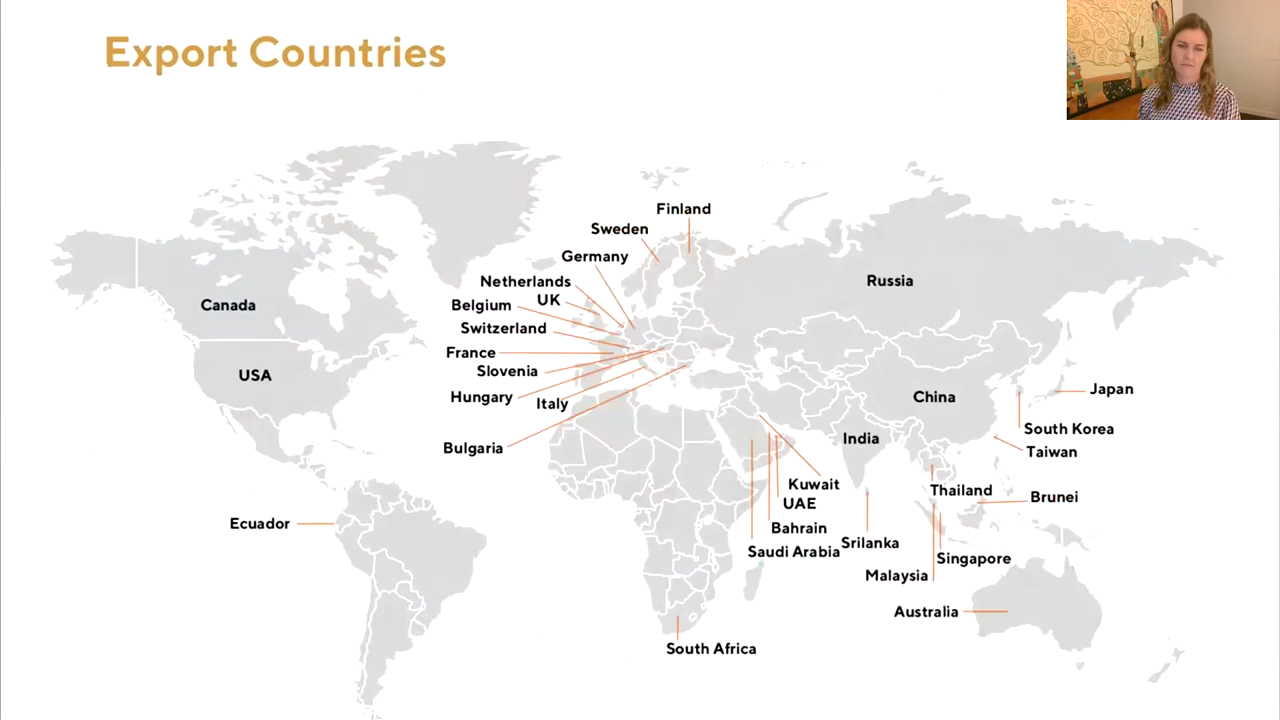 Export Countries
Finland
Sweden
Germany
Russia
Netherlands
UK
Canada
Belgium
Switzerland
France
Slovenia
USA
Japan
Hungary
China
Italy
South Korea
India
Bulgaria
Taiwan
Kuwait
Thailand
Brunei
UAE
Ecuador
Bahrain
Srilanka
Saudi Arabia
Singapore
Malaysia
Australia
South Africa